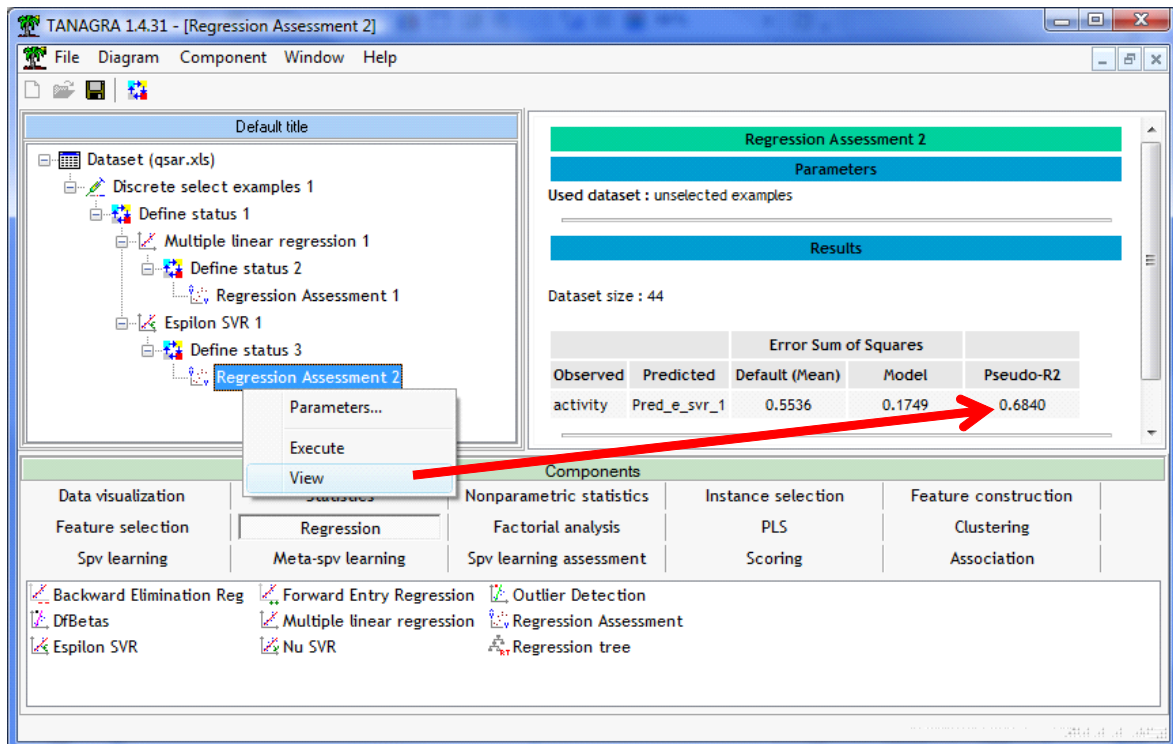 TANAGRA 1.4.31 - [Regression Assessment 2]
File Diagram Component Window Help
Default title
Dataset (qsar.xls)
Discrete select examples 1
Define status 1
Multiple linear regression 1
Define status 2
Regression Assessment 1
Espilon SVR 1
Define status 3
Regression Assessment 2
Parameters...
Execute
View
Regression Assessment 2
Parameters
Used dataset : unselected examples
Results
Dataset size : 44
Error Sum of Squares
Observed Predicted Default (Mean) Model Pseudo-R2
activity Pred_e_svr_1 0.5536 0.1749 0.6840
Components
Data visualization Statistics Nonparametric statistics Instance selection Feature construction
Feature selection Regression Factorial analysis PLS Clustering
Spv learning Meta-spv learning Spv learning assessment Scoring Association
Backward Elimination Reg Forward Entry Regression Outlier Detection
DfBetas Multiple linear regression Regression Assessment
Espilon SVR Nu SVR Regression tree